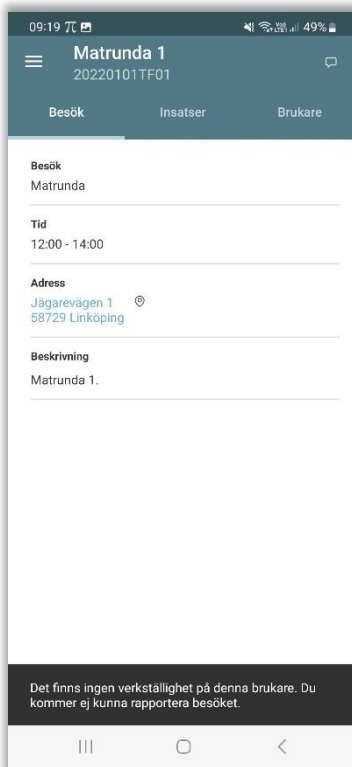 09:19
49%
Matrunda 1
20220101TF01
Besök Insatser Brukare
Besök
Matrunda
Tid
12:00 - 14:00
Adress
Jägarevägen 1
58729 Linköping
Beskrivning
Matrunda 1.
Det finns ingen verkställighet på denna brukare. Du
kommer ej kunna rapportera besöket.